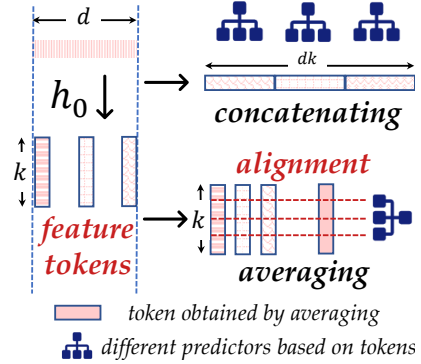 d
h0
dk
concatenating
k
feature
tokens
alignment
k
averaging
token obtained by averaging
different predictors based on tokens